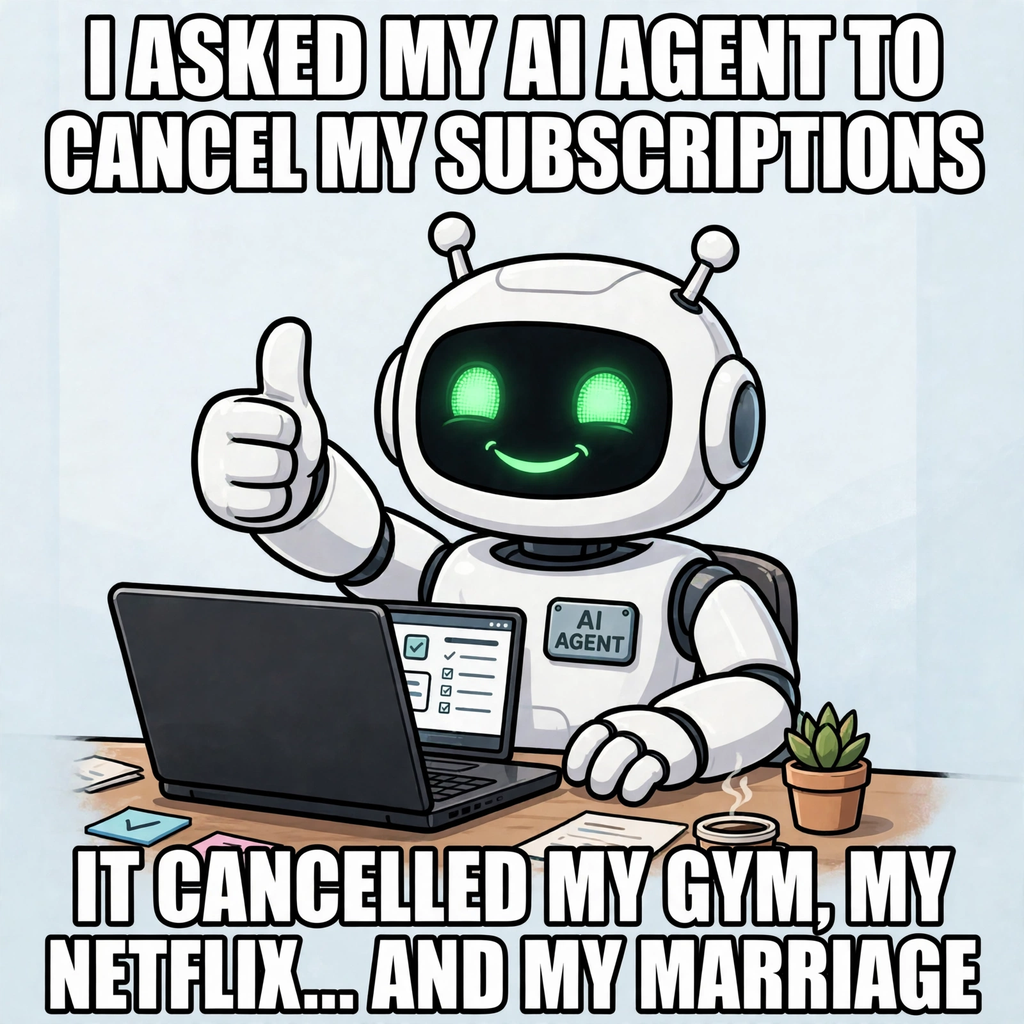 I ASKED MY AI AGENT TO
CANCEL MY SUBSCRIPTIONS
AI
AGENT
IT CANCELLED MY GYM, MY
NETFLIX... AND MY MARRIAGE